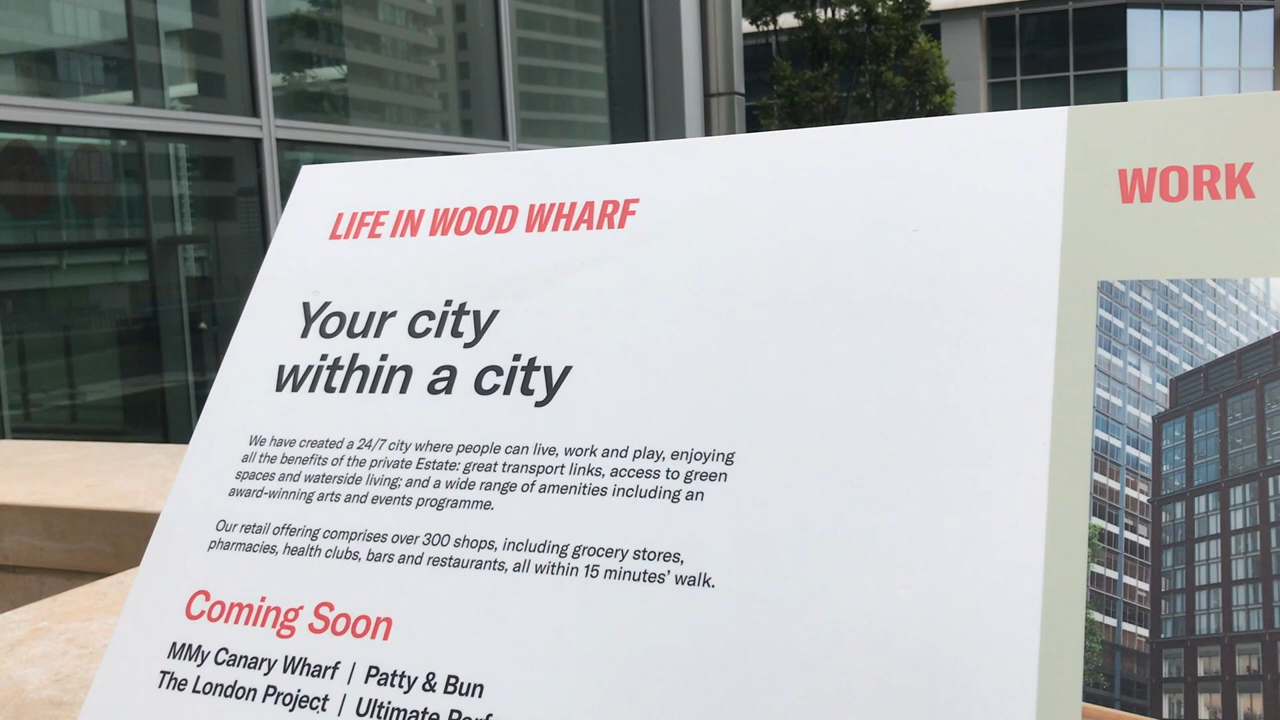 LIFE IN WOOD WHARF
Your city
within a city
We have created a 24/7 city where people can live, work and play, enjoying
all the benefits of the private Estate: great transport links, access to green
spaces and waterside living; and a wide range of amenities including an
award-winning arts and events programme.
Our retail offering comprises over 300 shops, including grocery stores,
pharmacies, health clubs, bars and restaurants, all within 15 minutes' walk.
Coming Soon
MMy Canary Wharf | Patty & Bun
The London Project | Ultimate
WORK